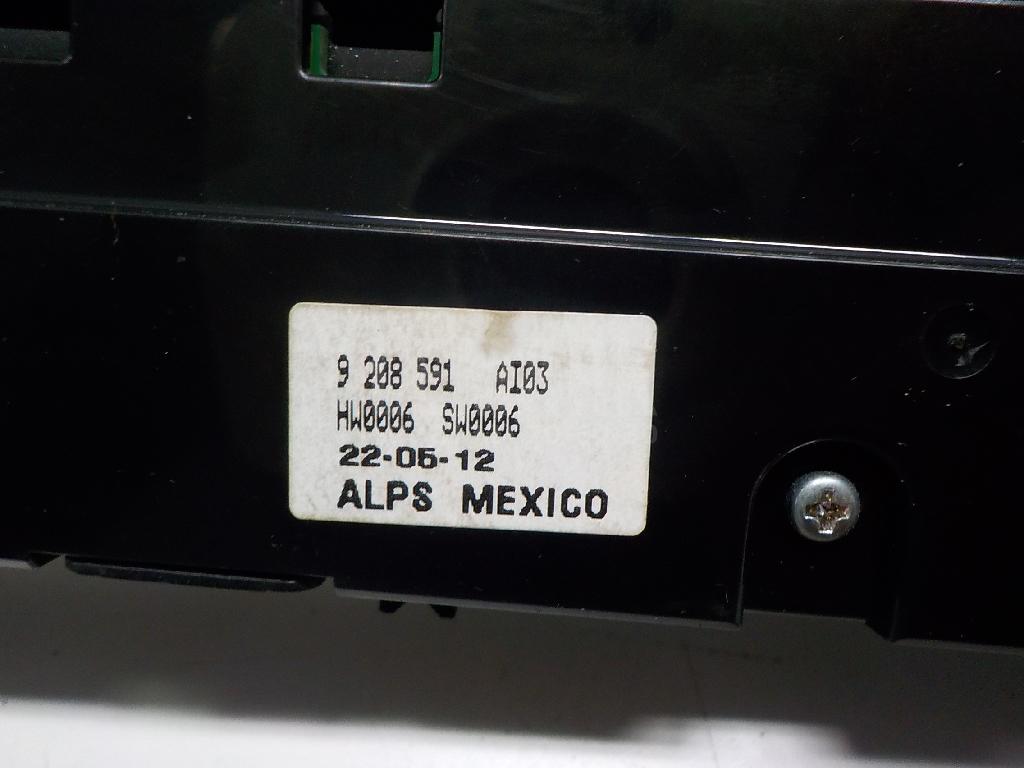 9 208 591 AI03
HW0006 SW0006
22-05-12
ALPS MEXICO